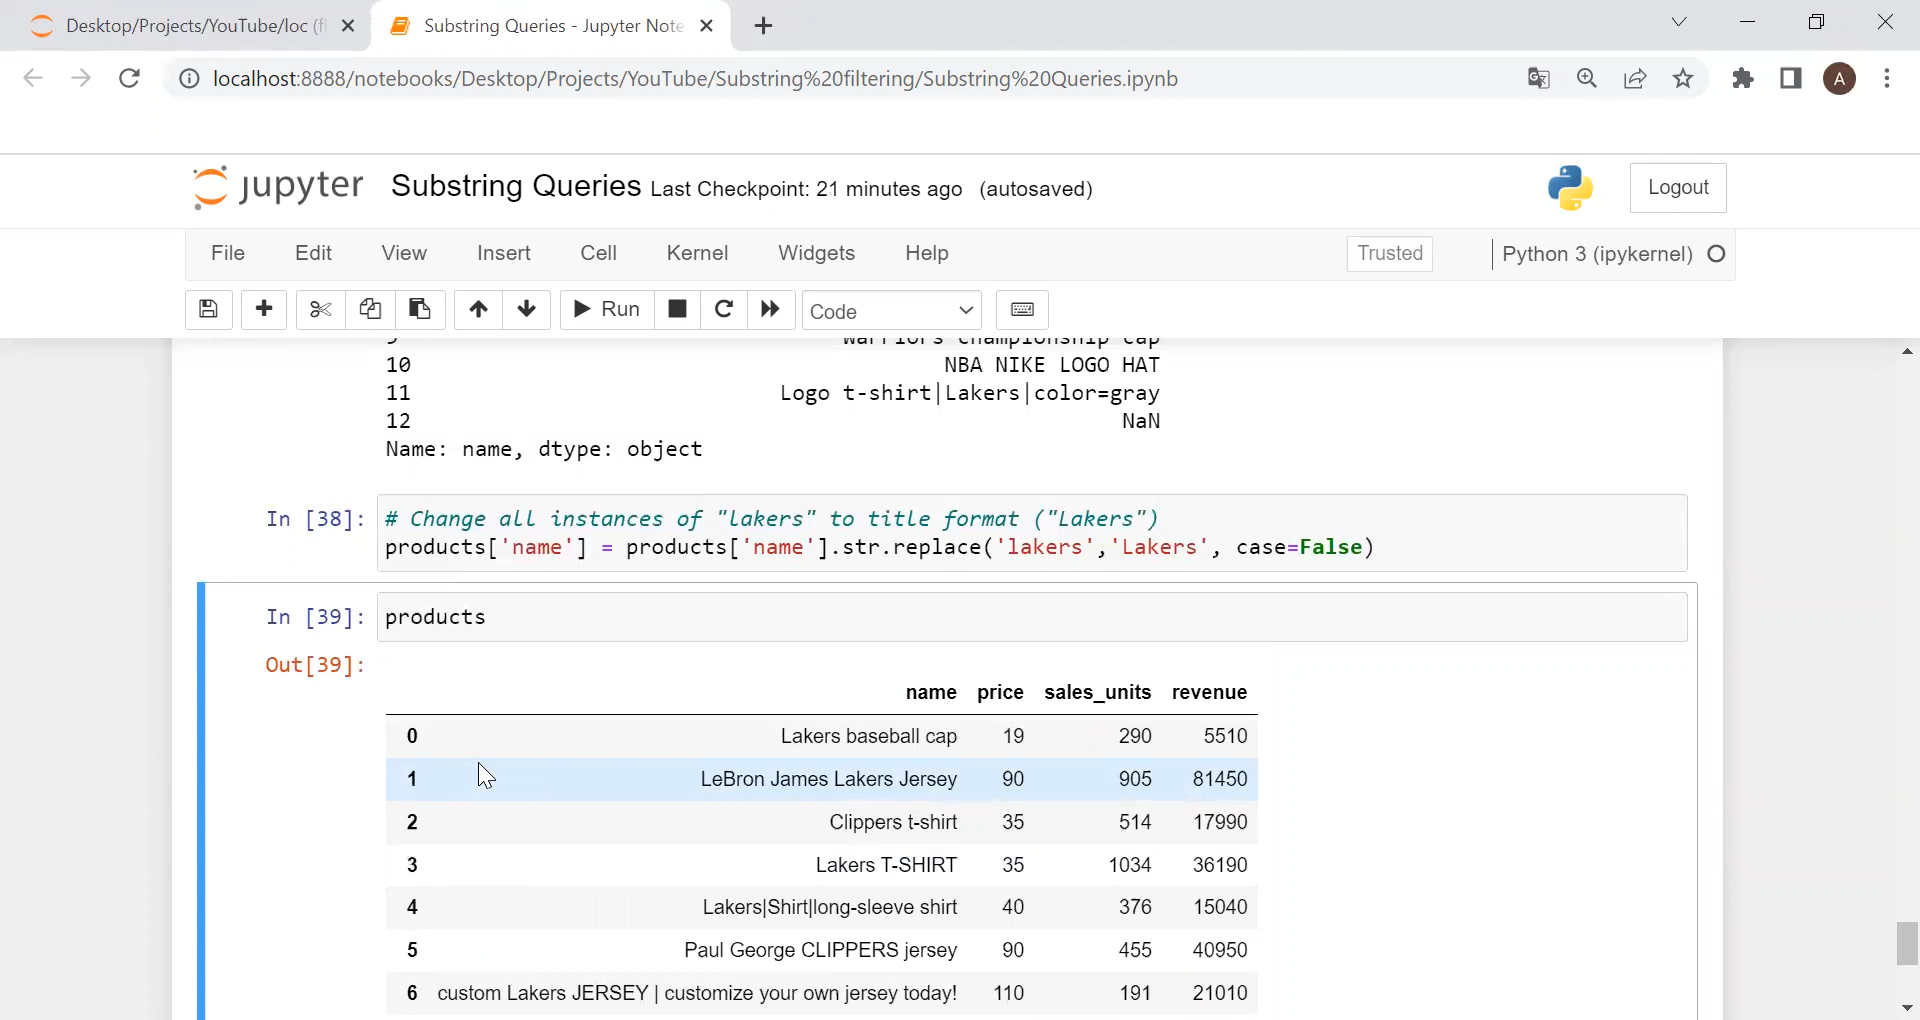 Desktop/Projects/YouTube/loc (fi
Substring Queries - Jupyter Note
localhost:8888/notebooks/Desktop/Projects/YouTube/Substring%20filtering/Substring%20Queries.ipynb
A
jupyter Substring Queries Last Checkpoint: 21 minutes ago (autosaved)
Logout
File Edit View Insert Cell Kernel Widgets Help
Trusted Python 3 (ipykernel)
Run Code
9 Warriors championship cap
10 NBA NIKE LOGO HAT
11 Logo t-shirt|Lakers|color=gray
12 NaN
Name: name, dtype: object
In [38]: # Change all instances of "lakers" to title format ("Lakers")
products['name'] = products['name'].str.replace('lakers','Lakers', case=False)
In [39]: products
Out[39]:
name price sales_units revenue
0 Lakers baseball cap 19 290 5510
1 LeBron James Lakers Jersey 90 905 81450
2 Clippers t-shirt 35 514 17990
3 Lakers T-SHIRT 35 1034 36190
4 Lakers|Shirt|long-sleeve shirt 40 376 15040
5 Paul George CLIPPERS jersey 90 455 40950
6 custom Lakers JERSEY | customize your own jersey today! 110 191 21010